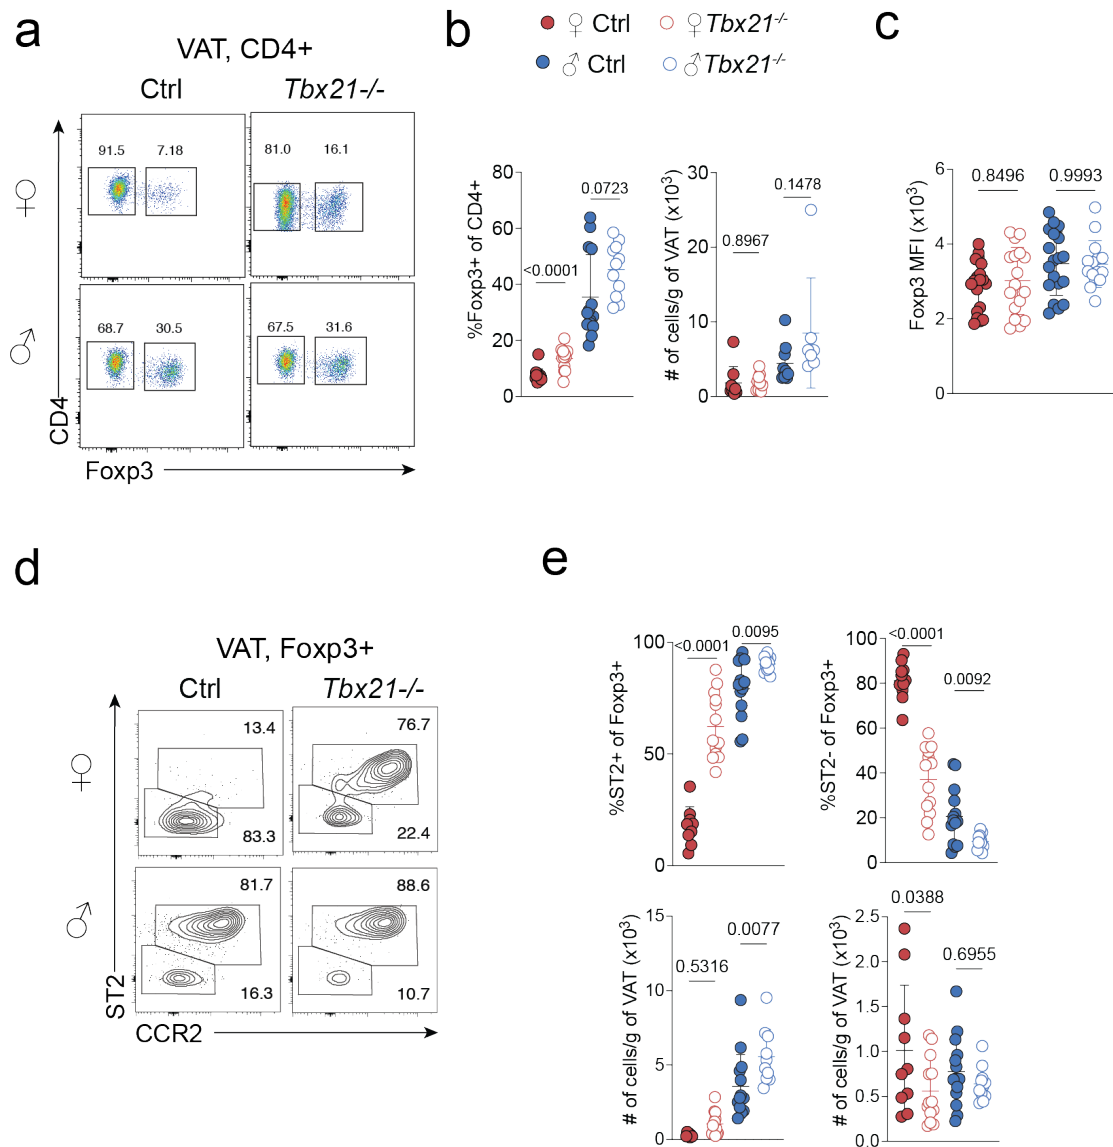 a
VAT, CD4+
Ctrl
Tbx21-/-
♀
91.5
7.18
81.0
16.1
♂
68.7
30.5
67.5
31.6
CD4
Foxp3
b
♀ Ctrl
♀ Tbx21-/-
♂ Ctrl
♂ Tbx21-/-
%Foxp3+ of CD4+
80
60
40
20
0
<0.0001
0.0723
# of cells/g of VAT (x10³)
30
20
10
0
0.8967
0.1478
c
Foxp3 MFI (x10³)
6
4
2
0
0.8496
0.9993
d
VAT, Foxp3+
Ctrl
Tbx21-/-
♀
13.4
83.3
76.7
22.4
♂
81.7
16.3
88.6
10.7
ST2
CCR2
e
%ST2+ of Foxp3+
100
50
0
<0.0001
0.0095
%ST2- of Foxp3+
100
80
60
40
20
0
<0.0001
0.0092
# of cells/g of VAT (x10³)
15
10
5
0
0.5316
0.0077
# of cells/g of VAT (x10³)
2.5
2.0
1.5
1.0
0.5
0.0
0.0388
0.6955